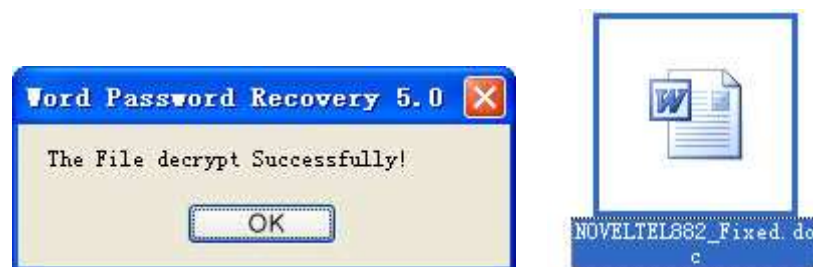 Word Password Recovery 5.0
The File decrypt Successfully!
OK
W
NOVELTEL882_Fixed.do
c